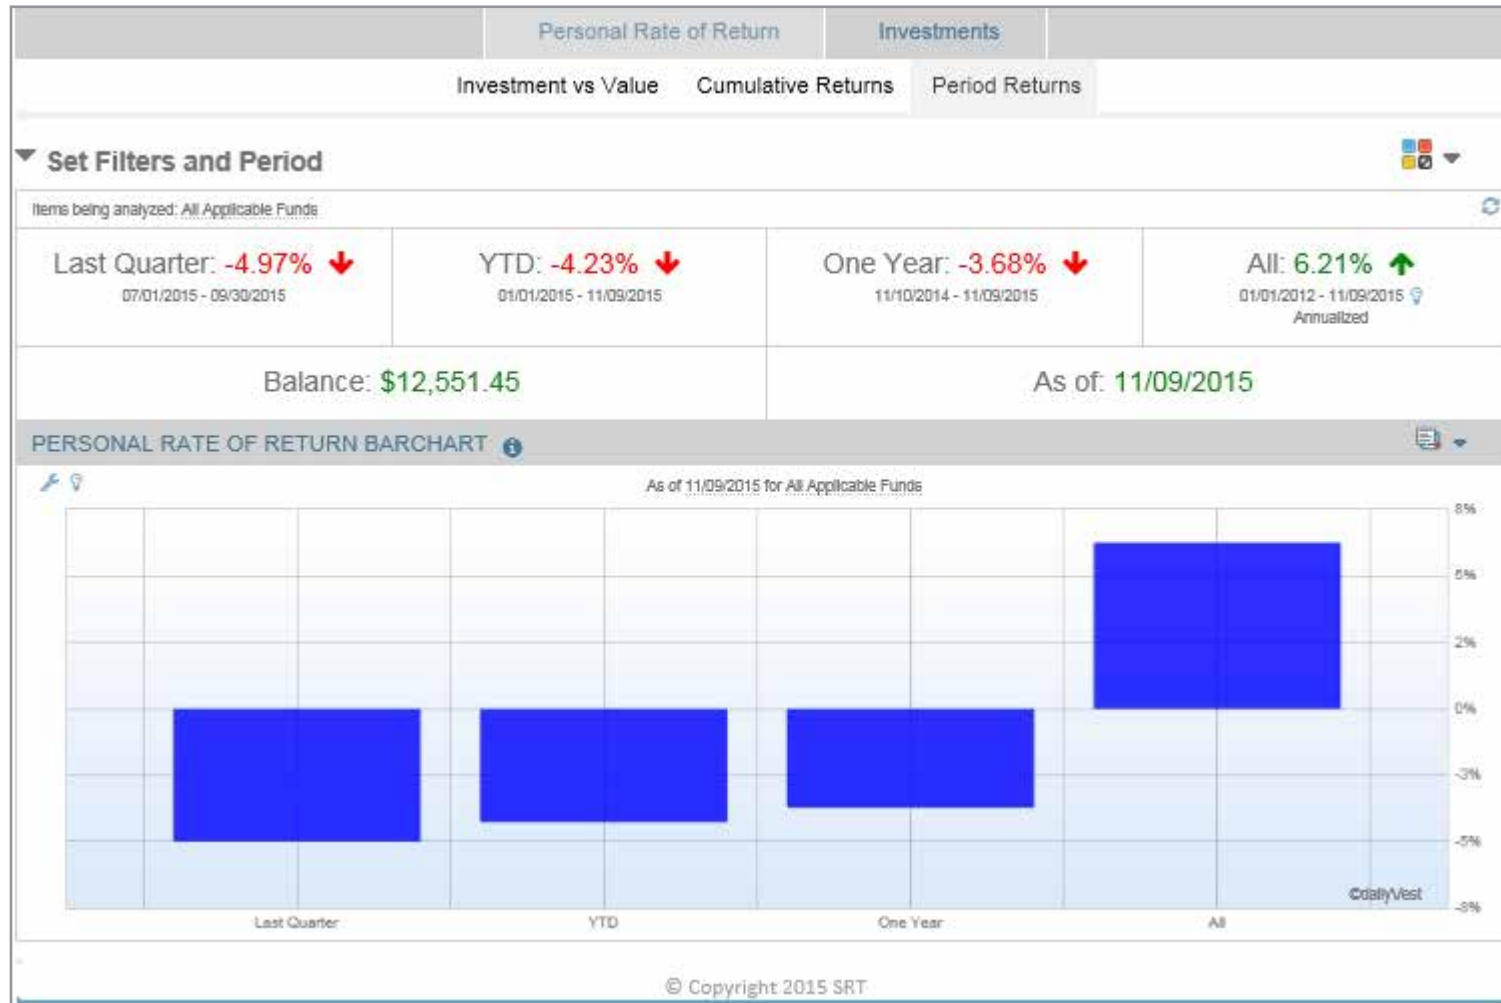 Personal Rate of Return Investments
Investment vs Value Cumulative Returns Period Returns
Set Filters and Period
Items being analyzed: All Applicable Funds
Last Quarter: -4.97% YTD: -4.23% One Year: -3.68% All: 6.21%
07/01/2015 - 09/30/2015 01/01/2015 - 11/09/2015 11/10/2014 - 11/09/2015 01/01/2012 - 11/09/2015
Annualized
Balance: $12,551.45 As of: 11/09/2015
PERSONAL RATE OF RETURN BARCHART
As of 11/09/2015 for All Applicable Funds
8%
5%
2%
0%
-3%
-5%
©dailyVest
-8%
Last Quarter YTD One Year All
© Copyright 2015 SRT